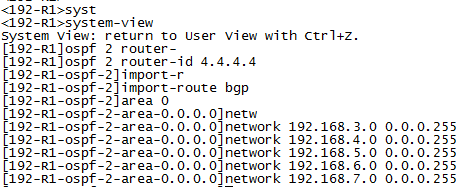 <192-R1>syst
<192-R1>system-view
System View: return to User View with Ctrl+Z.
[192-R1]ospf 2 router-
[192-R1]ospf 2 router-id 4.4.4.4
[192-R1-ospf-2]import-r
[192-R1-ospf-2]import-route bgp
[192-R1-ospf-2]area 0
[192-R1-ospf-2-area-0.0.0.0]netw
[192-R1-ospf-2-area-0.0.0.0]network 192.168.3.0 0.0.0.255
[192-R1-ospf-2-area-0.0.0.0]network 192.168.4.0 0.0.0.255
[192-R1-ospf-2-area-0.0.0.0]network 192.168.5.0 0.0.0.255
[192-R1-ospf-2-area-0.0.0.0]network 192.168.6.0 0.0.0.255
[192-R1-ospf-2-area-0.0.0.0]network 192.168.7.0 0.0.0.255